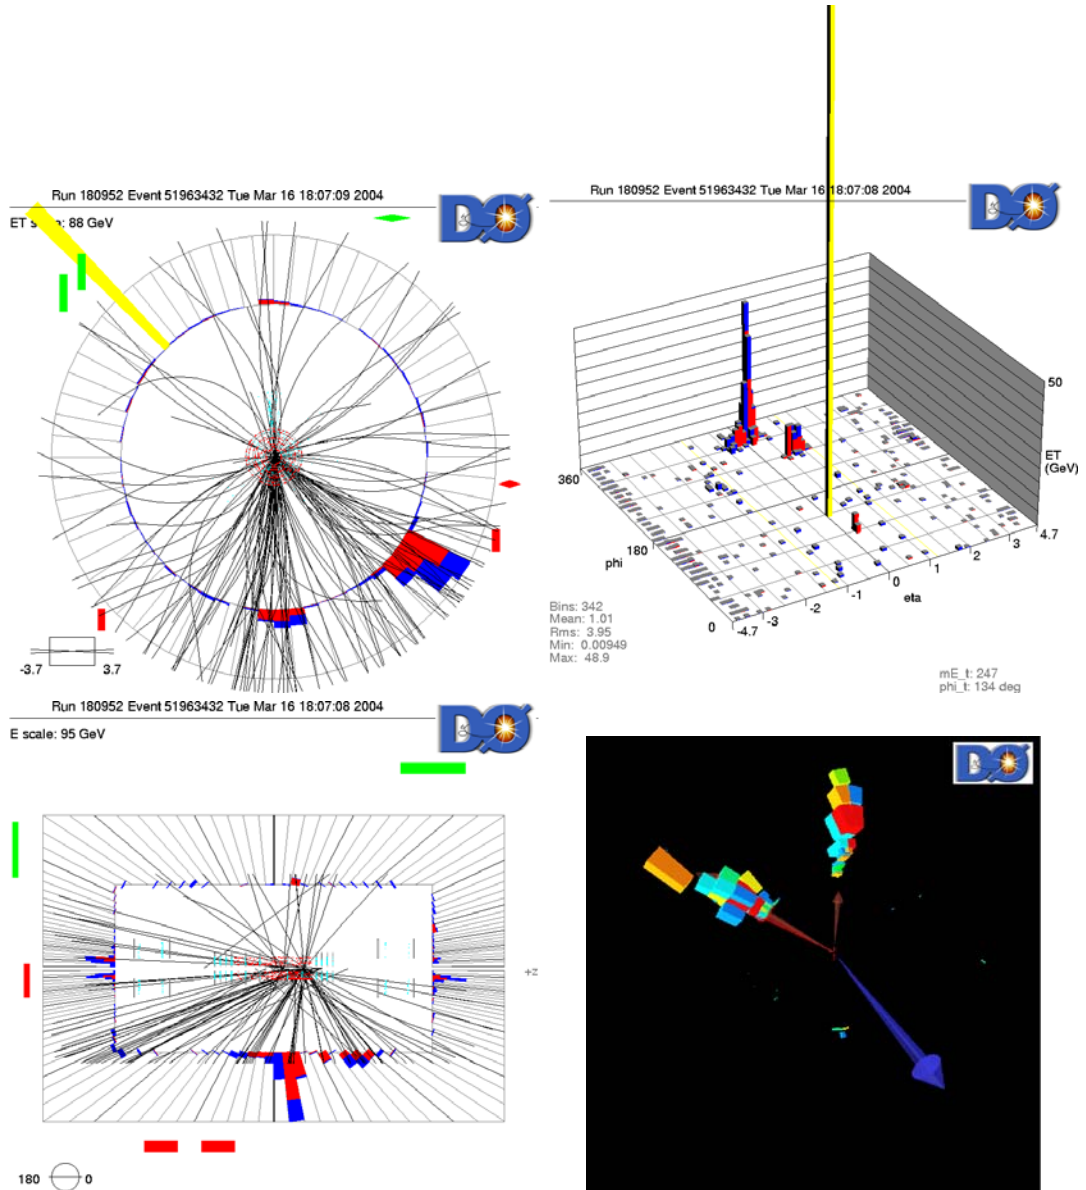 Run 180952 Event 51963432 Tue Mar 16 18:07:09 2004
DØ
88 GeV
-3.7 3.7
Run 180952 Event 51963432 Tue Mar 16 18:07:08 2004
DØ
50
ET
(GeV)
360
180
phi
0
-4.7
-3
-2
-1
0
1
2
3
4.7
eta
Bins: 342
Mean: 1.01
Rms: 3.95
Min: 0.00949
Max: 48.9
mE_t: 247
phi_t: 134 deg
Run 180952 Event 51963432 Tue Mar 16 18:07:08 2004
DØ
E scale: 95 GeV
+z
180 0
DØ